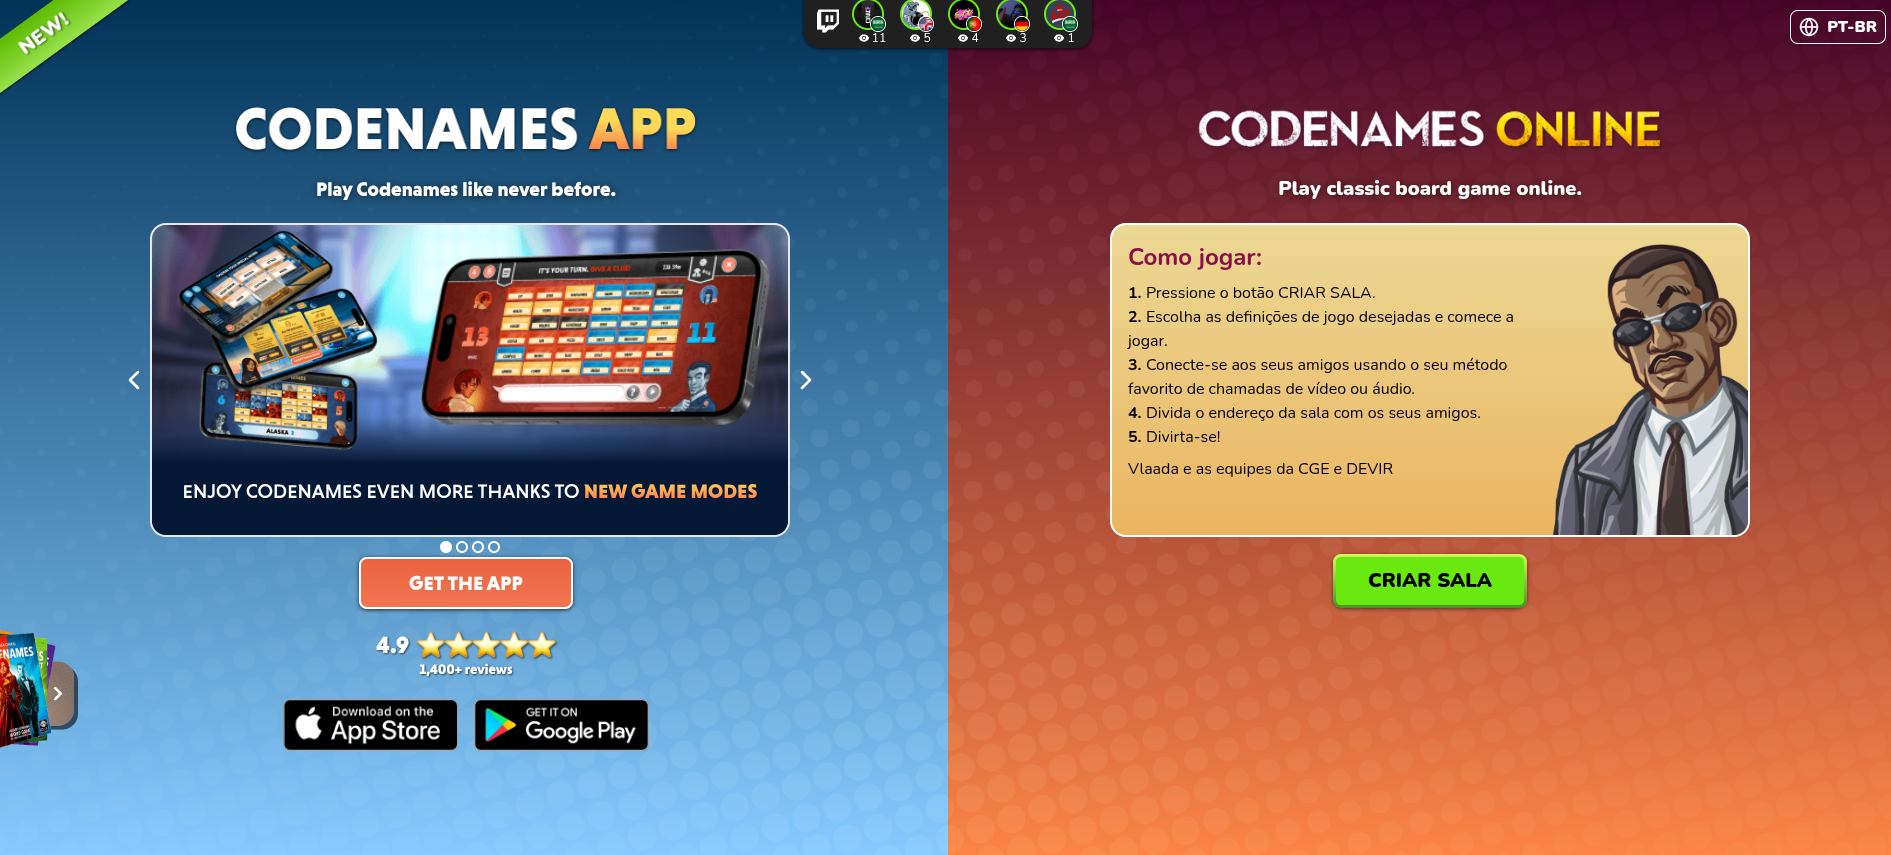 NEW!
11 5 4 3 1
PT-BR
CODENAMES APP
Play Codenames like never before.
IT'S YOUR TURN. GIVE A CLUE!
13
11
6
5
ALASKA
ENJOY CODENAMES EVEN MORE THANKS TO NEW GAME MODES
GET THE APP
4.9
1,400+ reviews
Download on the
App Store
GET IT ON
Google Play
CODENAMES ONLINE
Play classic board game online.
Como jogar:
1. Pressione o botão CRIAR SALA.
2. Escolha as definições de jogo desejadas e comece a
jogar.
3. Conecte-se aos seus amigos usando o seu método
favorito de chamadas de vídeo ou áudio.
4. Divida o endereço da sala com os seus amigos.
5. Divirta-se!
Vlaada e as equipes da CGE e DEVIR
CRIAR SALA